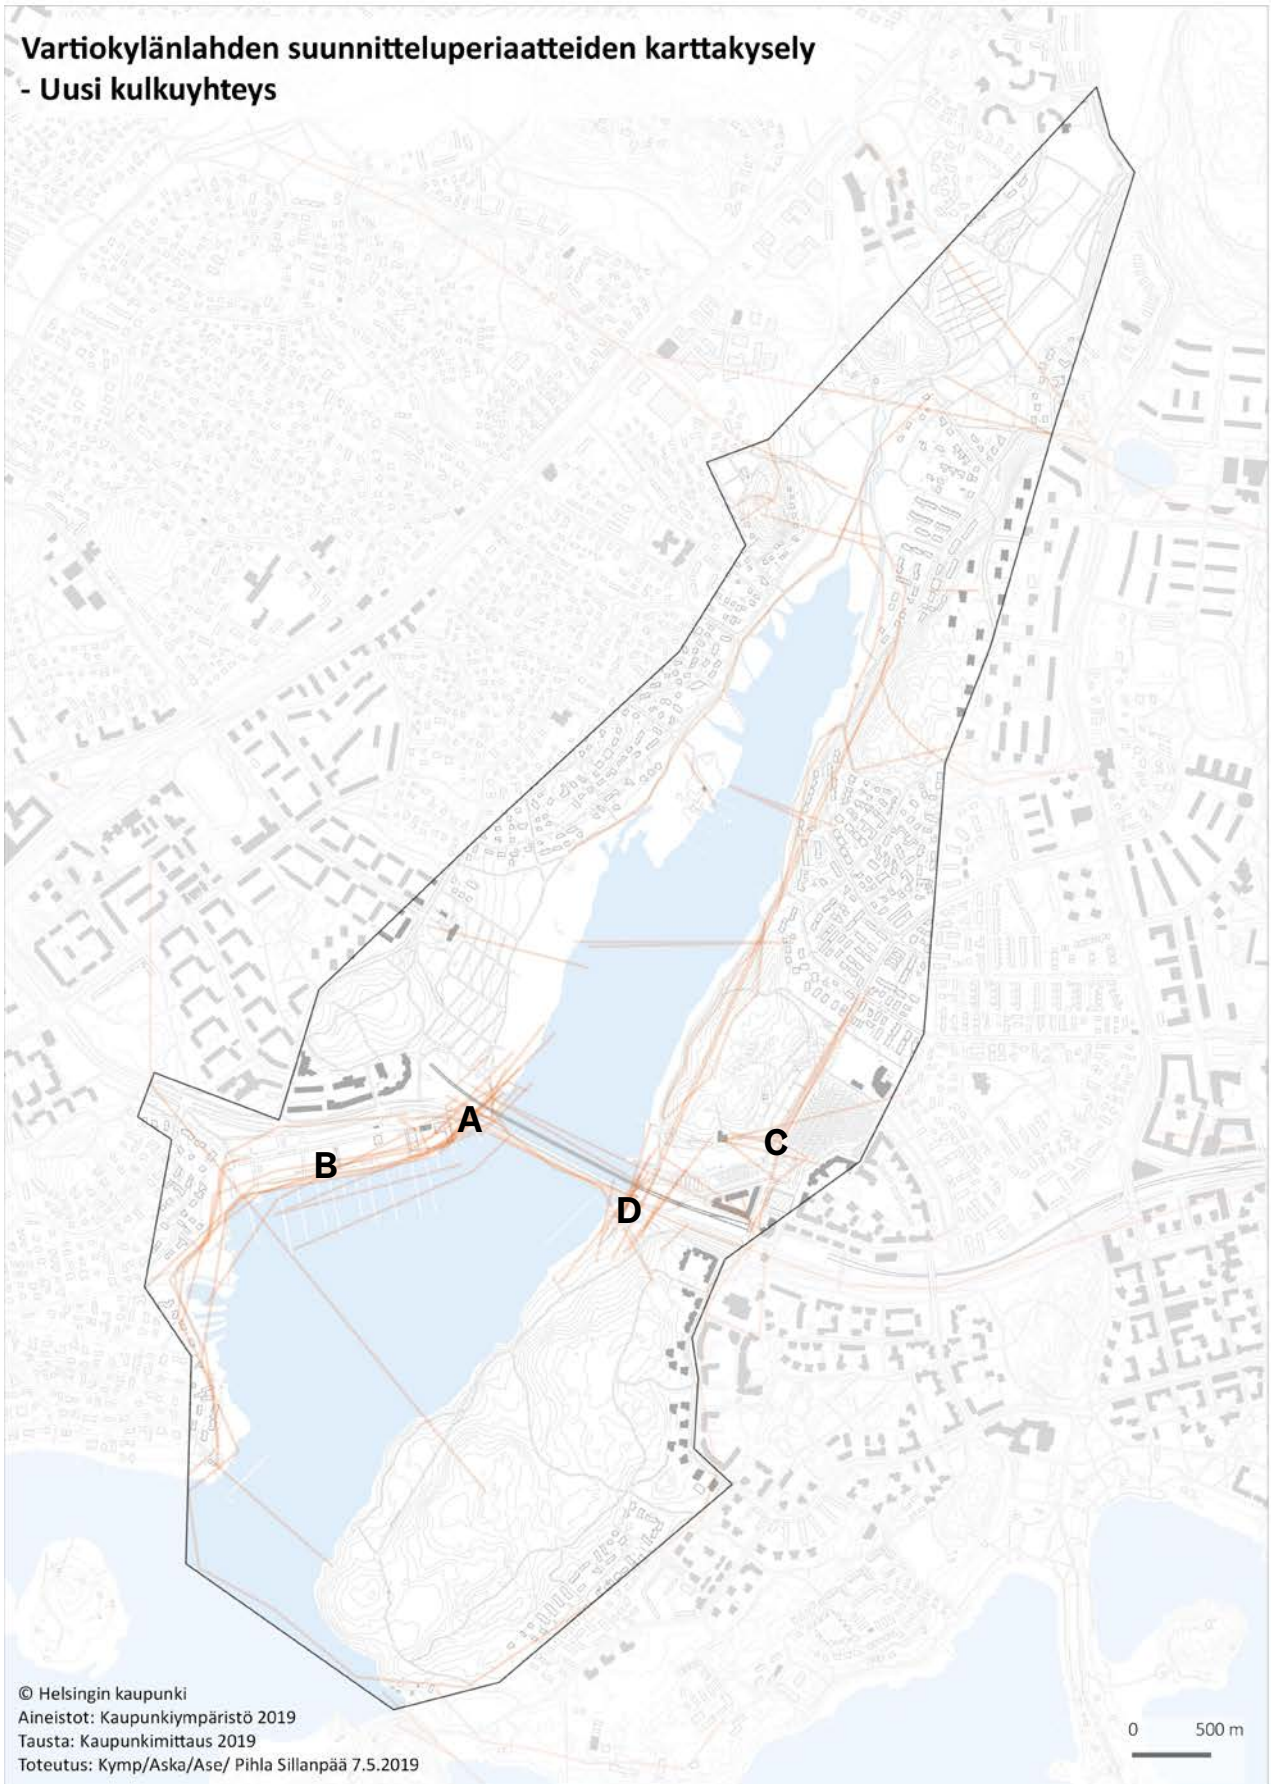 Vartiokylänlahden suunnitteluperiaatteiden karttakysely
- Uusi kulkuyhteys
A
B
C
D
© Helsingin kaupunki
Aineistot: Kaupunkiympäristö 2019
Tausta: Kaupunkimittaus 2019
Toteutus: Kymp/Aska/Ase/ Pihla Sillanpää 7.5.2019
0 500 m